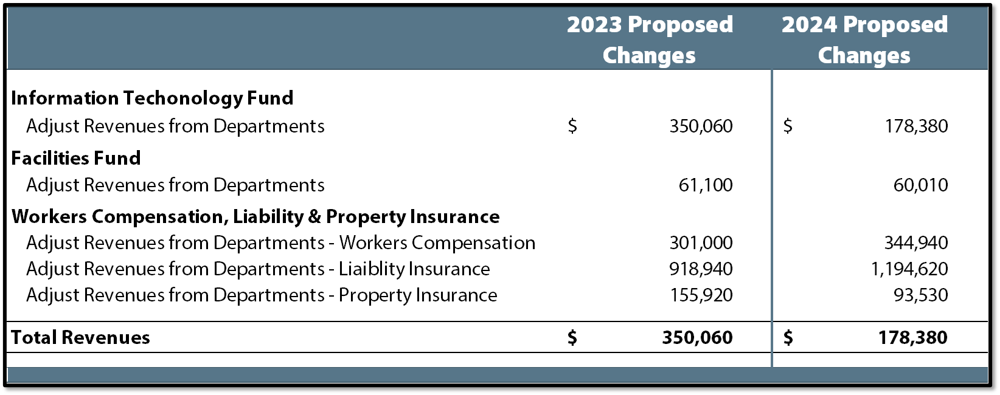 2023 Proposed Changes 2024 Proposed Changes
Information Techonology Fund
Adjust Revenues from Departments $ 350,060 $ 178,380
Facilities Fund
Adjust Revenues from Departments 61,100 60,010
Workers Compensation, Liability & Property Insurance
Adjust Revenues from Departments - Workers Compensation 301,000 344,940
Adjust Revenues from Departments - Liaiblity Insurance 918,940 1,194,620
Adjust Revenues from Departments - Property Insurance 155,920 93,530
Total Revenues $ 350,060 $ 178,380